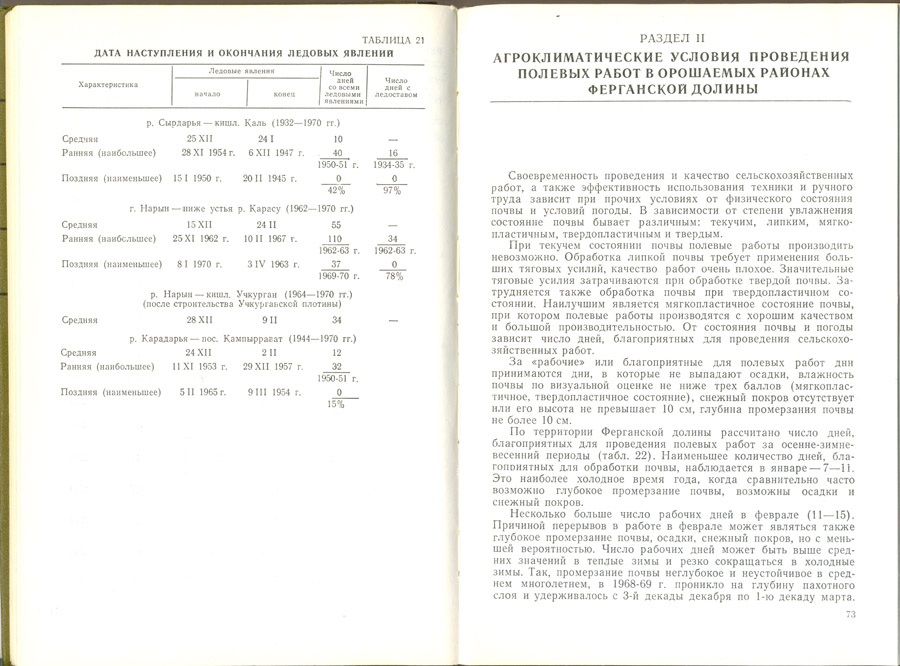 ТАБЛИЦА 21
ДАТА НАСТУПЛЕНИЯ И ОКОНЧАНИЯ ЛЕДОВЫХ ЯВЛЕНИЙ
Характеристика
Ледовые явления
начало
конец
Число
дней
со всеми
ледовыми
явлениями
Число
дней с
ледоставом
р. Сырдарья — кишл. Каль (1932—1970 гг.)
Средняя 25 XII 24 I 10 —
Ранняя (наибольшее) 28 XI 1954 г. 6 XII 1947 г. 40 16
1950-51 г. 1934-35 г.
Поздняя (наименьшее) 15 I 1950 г. 20 II 1945 г. 0 0
42% 97%
г. Нарын — ниже устья р. Карасу (1962—1970 гг.)
Средняя 15 XII 24 II 55 —
Ранняя (наибольшее) 25 XI 1962 г. 10 II 1967 г. 110 34
1962-63 г. 1962-63 г.
Поздняя (наименьшее) 8 I 1970 г. 3 IV 1963 г. 37 0
1969-70 г. 78%
р. Нарын — кишл. Учкурган (1964—1970 гг.)
(после строительства Учкурганской плотины)
Средняя 28 XII 9 II 34 —
р. Карадарья — пос. Кампыррават (1944—1970 гг.)
Средняя 24 XII 2 II 12
Ранняя (наибольшее) 11 XI 1953 г. 29 XII 1957 г. 32
1950-51 г.
Поздняя (наименьшее) 5 II 1965 г. 9 III 1954 г. 0
15%
РАЗДЕЛ II
АГРОКЛИМАТИЧЕСКИЕ УСЛОВИЯ ПРОВЕДЕНИЯ
ПОЛЕВЫХ РАБОТ В ОРОШАЕМЫХ РАЙОНАХ
ФЕРГАНСКОЙ ДОЛИНЫ
Своевременность проведения и качество сельскохозяйственных
работ, а также эффективность использования техники и ручного
труда зависит при прочих условиях от физического состояния
почвы и условий погоды. В зависимости от степени увлажнения
состояние почвы бывает различным: текучим, липким, мягко-
пластичным, твердопластичным и твердым.
При текучем состоянии почвы полевые работы производить
невозможно. Обработка липкой почвы требует применения боль-
ших тяговых усилий, качество работ очень плохое. Значительные
тяговые усилия затрачиваются при обработке твердой почвы. За-
трудняется также обработка почвы при твердопластичном со-
стоянии. Наилучшим является мягкопластичное состояние почвы,
при котором полевые работы производятся с хорошим качеством
и большой производительностью. От состояния почвы и погоды
зависит число дней, благоприятных для проведения сельскохо-
зяйственных работ.
За «рабочие» или благоприятные для полевых работ дни
принимаются дни, в которые не выпадают осадки, влажность
почвы по визуальной оценке не ниже трех баллов (мягкоплас-
тичное, твердопластичное состояние), снежный покров отсутствует
или его высота не превышает 10 см, глубина промерзания почвы
не более 10 см.
По территории Ферганской долины рассчитано число дней,
благоприятных для проведения полевых работ за осенне-зимне-
весенний периоды (табл. 22). Наименьшее количество дней, бла-
гоприятных для обработки почвы, наблюдается в январе — 7—11.
Это наиболее холодное время года, когда сравнительно часто
возможно глубокое промерзание почвы, возможны осадки и
снежный покров.
Несколько больше число рабочих дней в феврале (11—15).
Причиной перерывов в работе в феврале может являться также
глубокое промерзание почвы, осадки, снежный покров, но с мень-
шей вероятностью. Число рабочих дней может быть выше сред-
них значений в теплые зимы и резко сокращаться в холодные
зимы. Так, промерзание почвы неглубокое и неустойчивое в сред-
нем многолетнем, в 1968-69 г. проникло на глубину пахотного
слоя и удерживалось с 3-й декады декабря по 1-ю декаду марта.
73